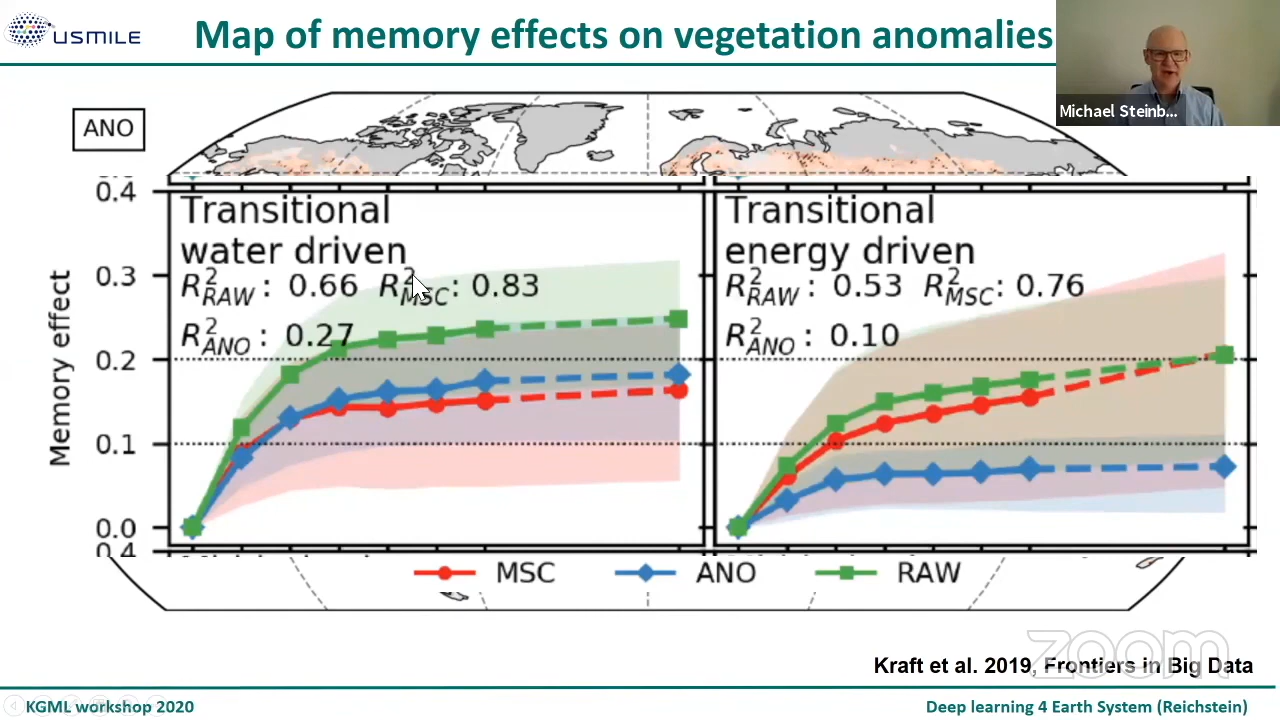 USMILE
Map of memory effects on vegetation anomalies
Michael Steinb...
ANO
0.4
0.3
0.2
0.1
0.0
0.4
Memory effect
Transitional
water driven
R²RAW: 0.66 R²MSC: 0.83
R²ANO: 0.27
Transitional
energy driven
R²RAW: 0.53 R²MSC: 0.76
R²ANO: 0.10
MSC
ANO
RAW
zoom
Kraft et al. 2019, Frontiers in Big Data
KGML workshop 2020
Deep learning 4 Earth System (Reichstein)